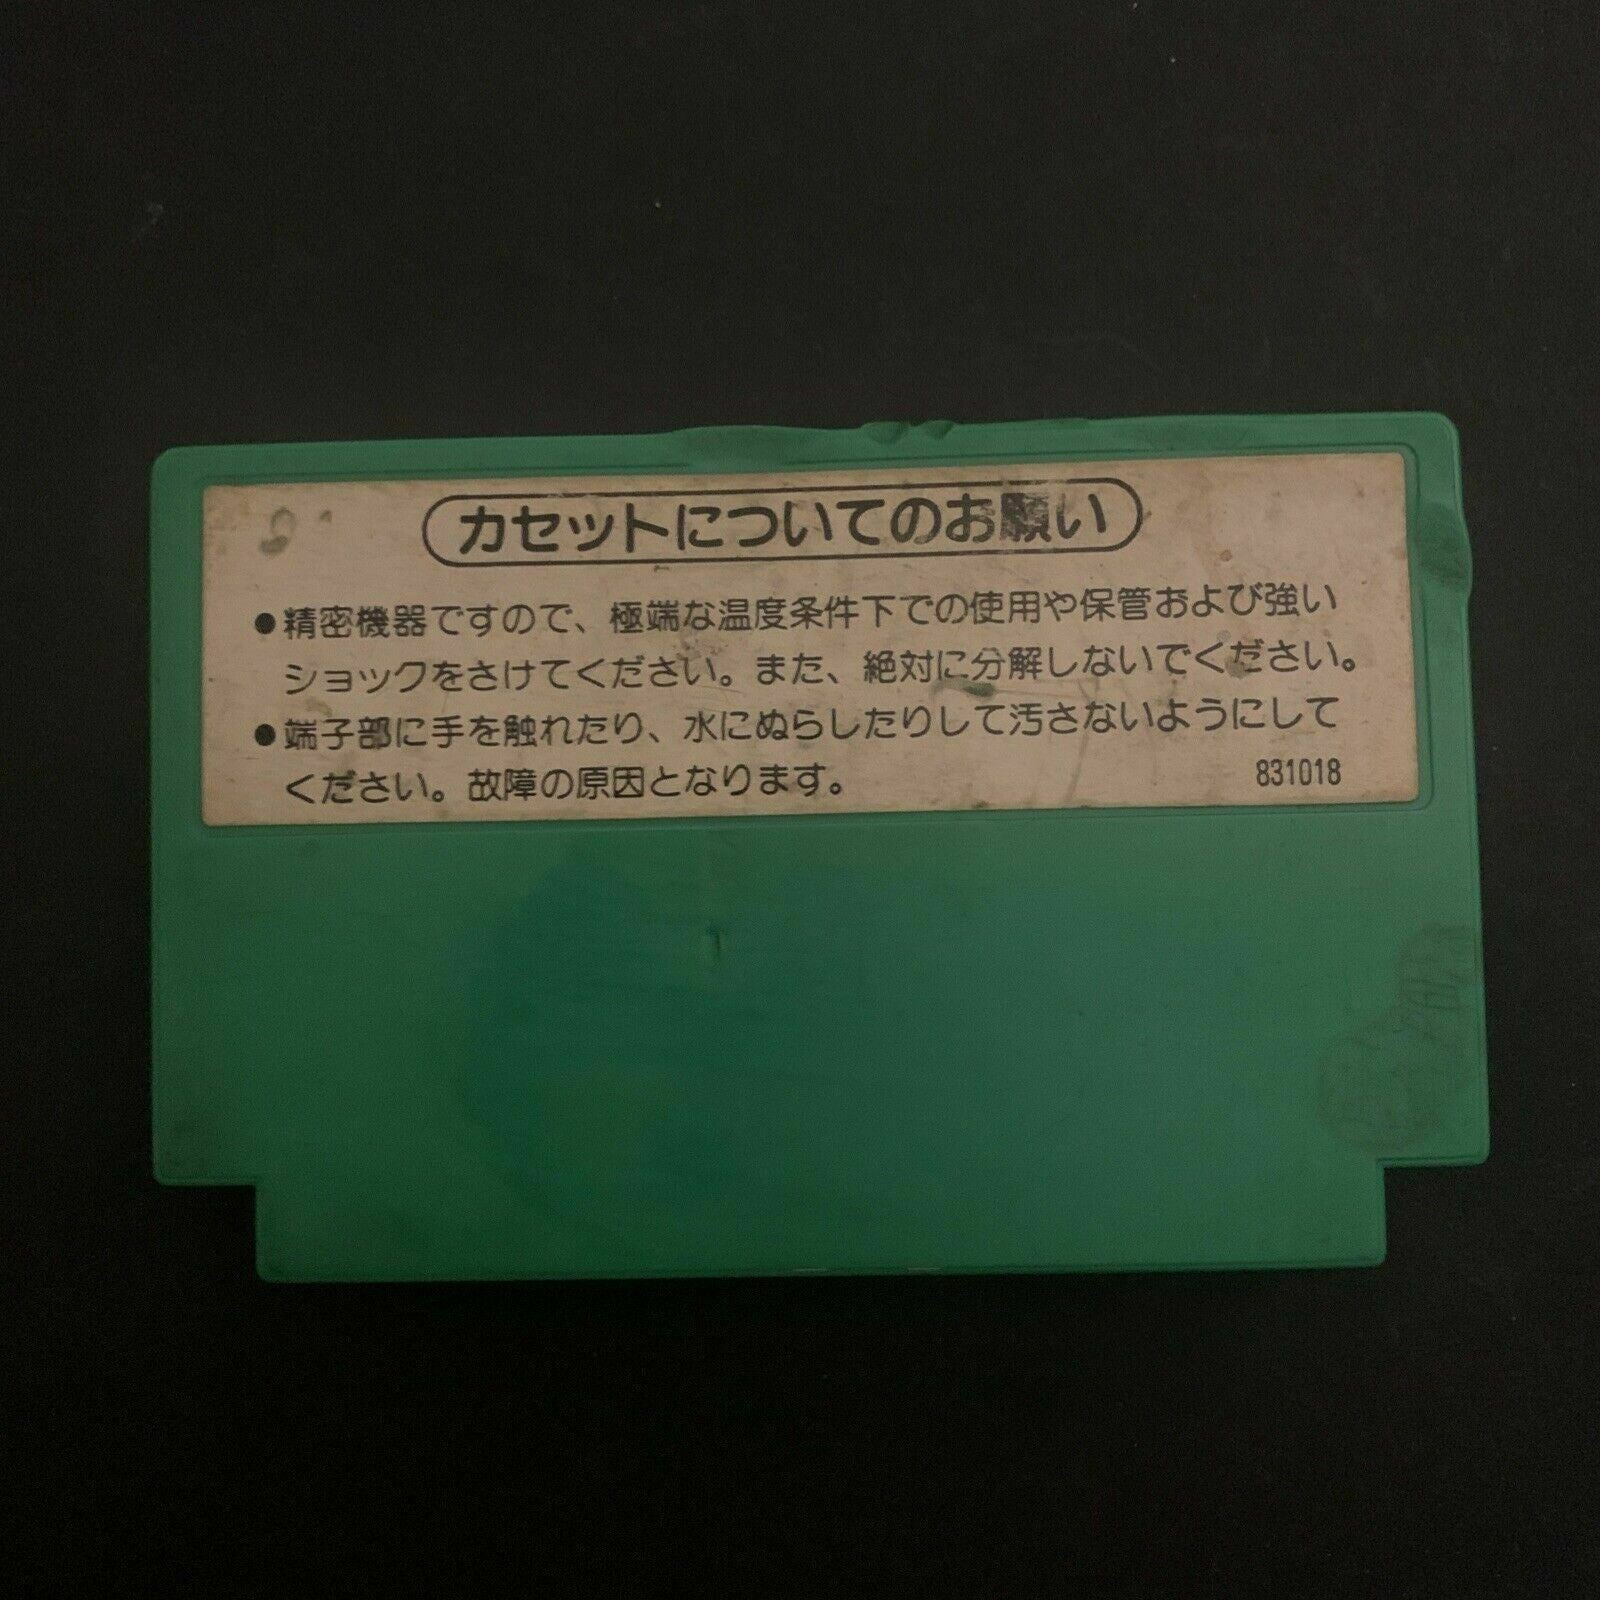 カセットについてのお願い
●精密機器ですので、極端な温度条件下での使用や保管および強い
ショックをさけてください。また、絶対に分解しないでください。
●端子部に手を触れたり、水にぬらしたりして汚さないようにして
ください。故障の原因となります。
831018